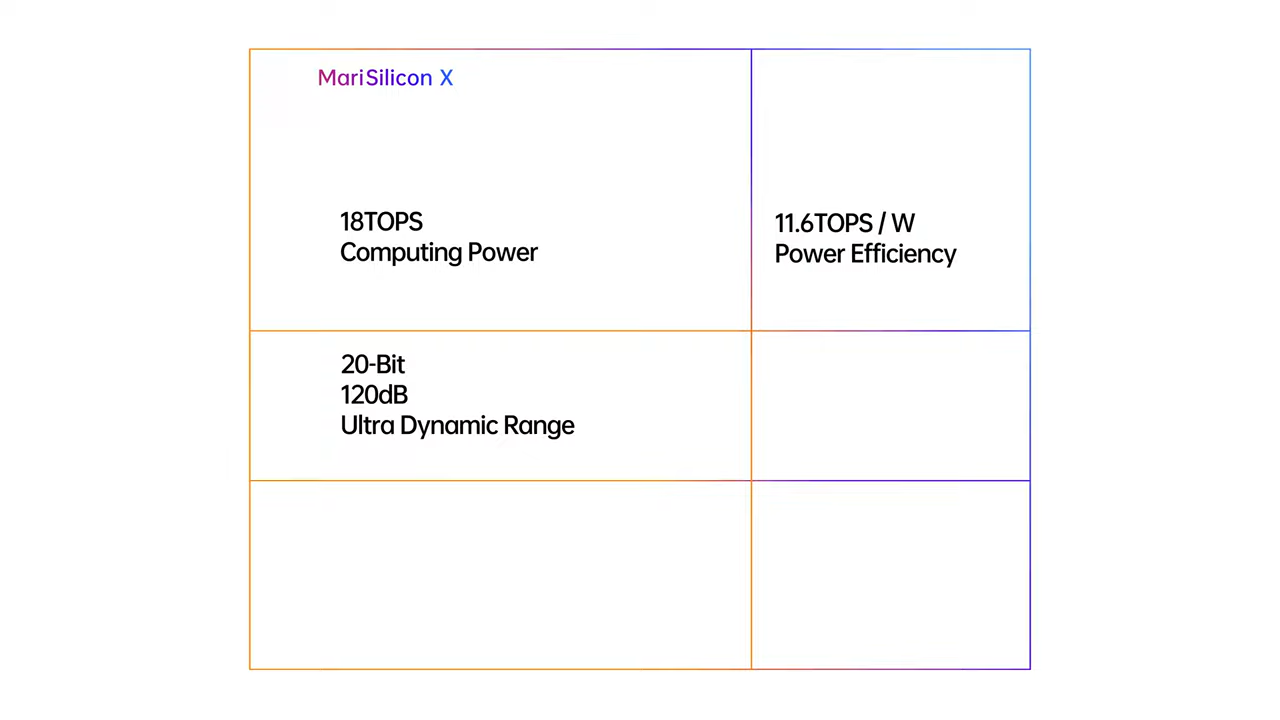 MariSilicon X
18TOPS
Computing Power
11.6TOPS / W
Power Efficiency
20-Bit
120dB
Ultra Dynamic Range